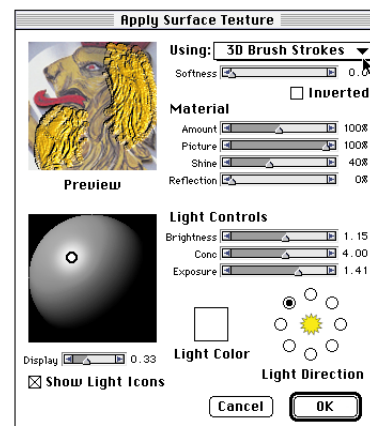 Apply Surface Texture
Using: 3D Brush Strokes
Softness 0.0
Inverted
Material
Amount 100%
Picture 100%
Shine 40%
Reflection 0%
Preview
Light Controls
Brightness 1.15
Conc 4.00
Exposure 1.41
Display 0.33
Light Color
Show Light Icons
Light Direction
Cancel OK